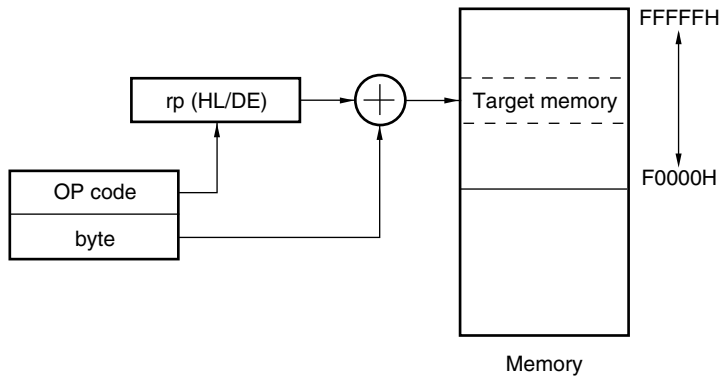 FFFFFH
rp (HL/DE)
Target memory
F0000H
OP code
byte
Memory